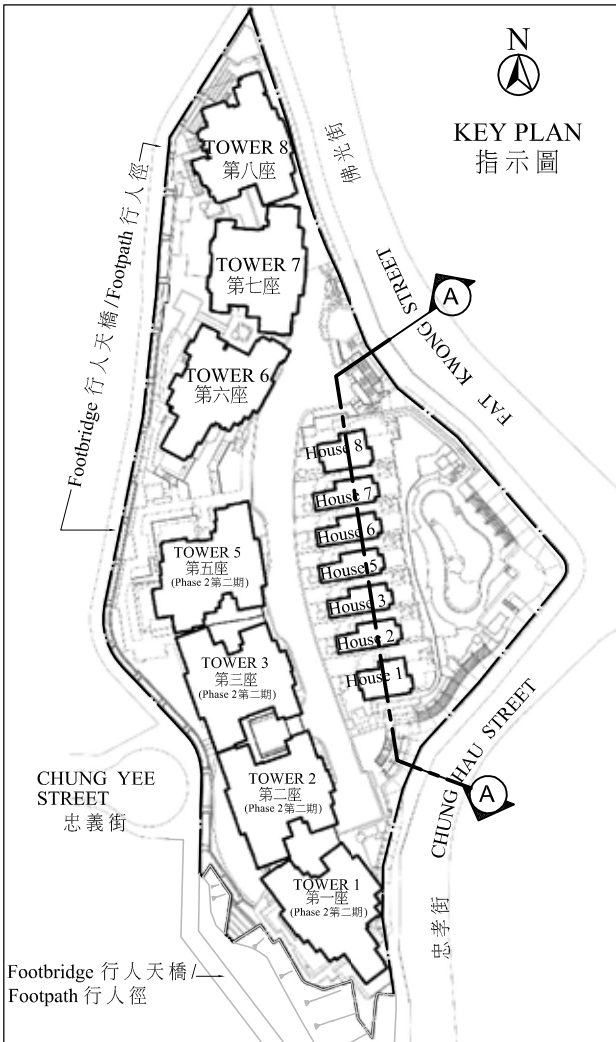 N
KEY PLAN
指示圖
TOWER 8
第八座
佛光街
Footbridge 行人天橋/Footpath 行人徑
TOWER 7
第七座
A
FAT KWONG STREET
TOWER 6
第六座
House 8
House 7
House 6
House 5
House 3
House 2
House 1
TOWER 5
第五座
(Phase 2第二期)
TOWER 3
第三座
(Phase 2第二期)
CHUNG YEE
STREET
忠義街
TOWER 2
第二座
(Phase 2第二期)
CHUNG HAU STREET
A
TOWER 1
第一座
(Phase 2第二期)
忠孝街
Footbridge 行人天橋/
Footpath 行人徑